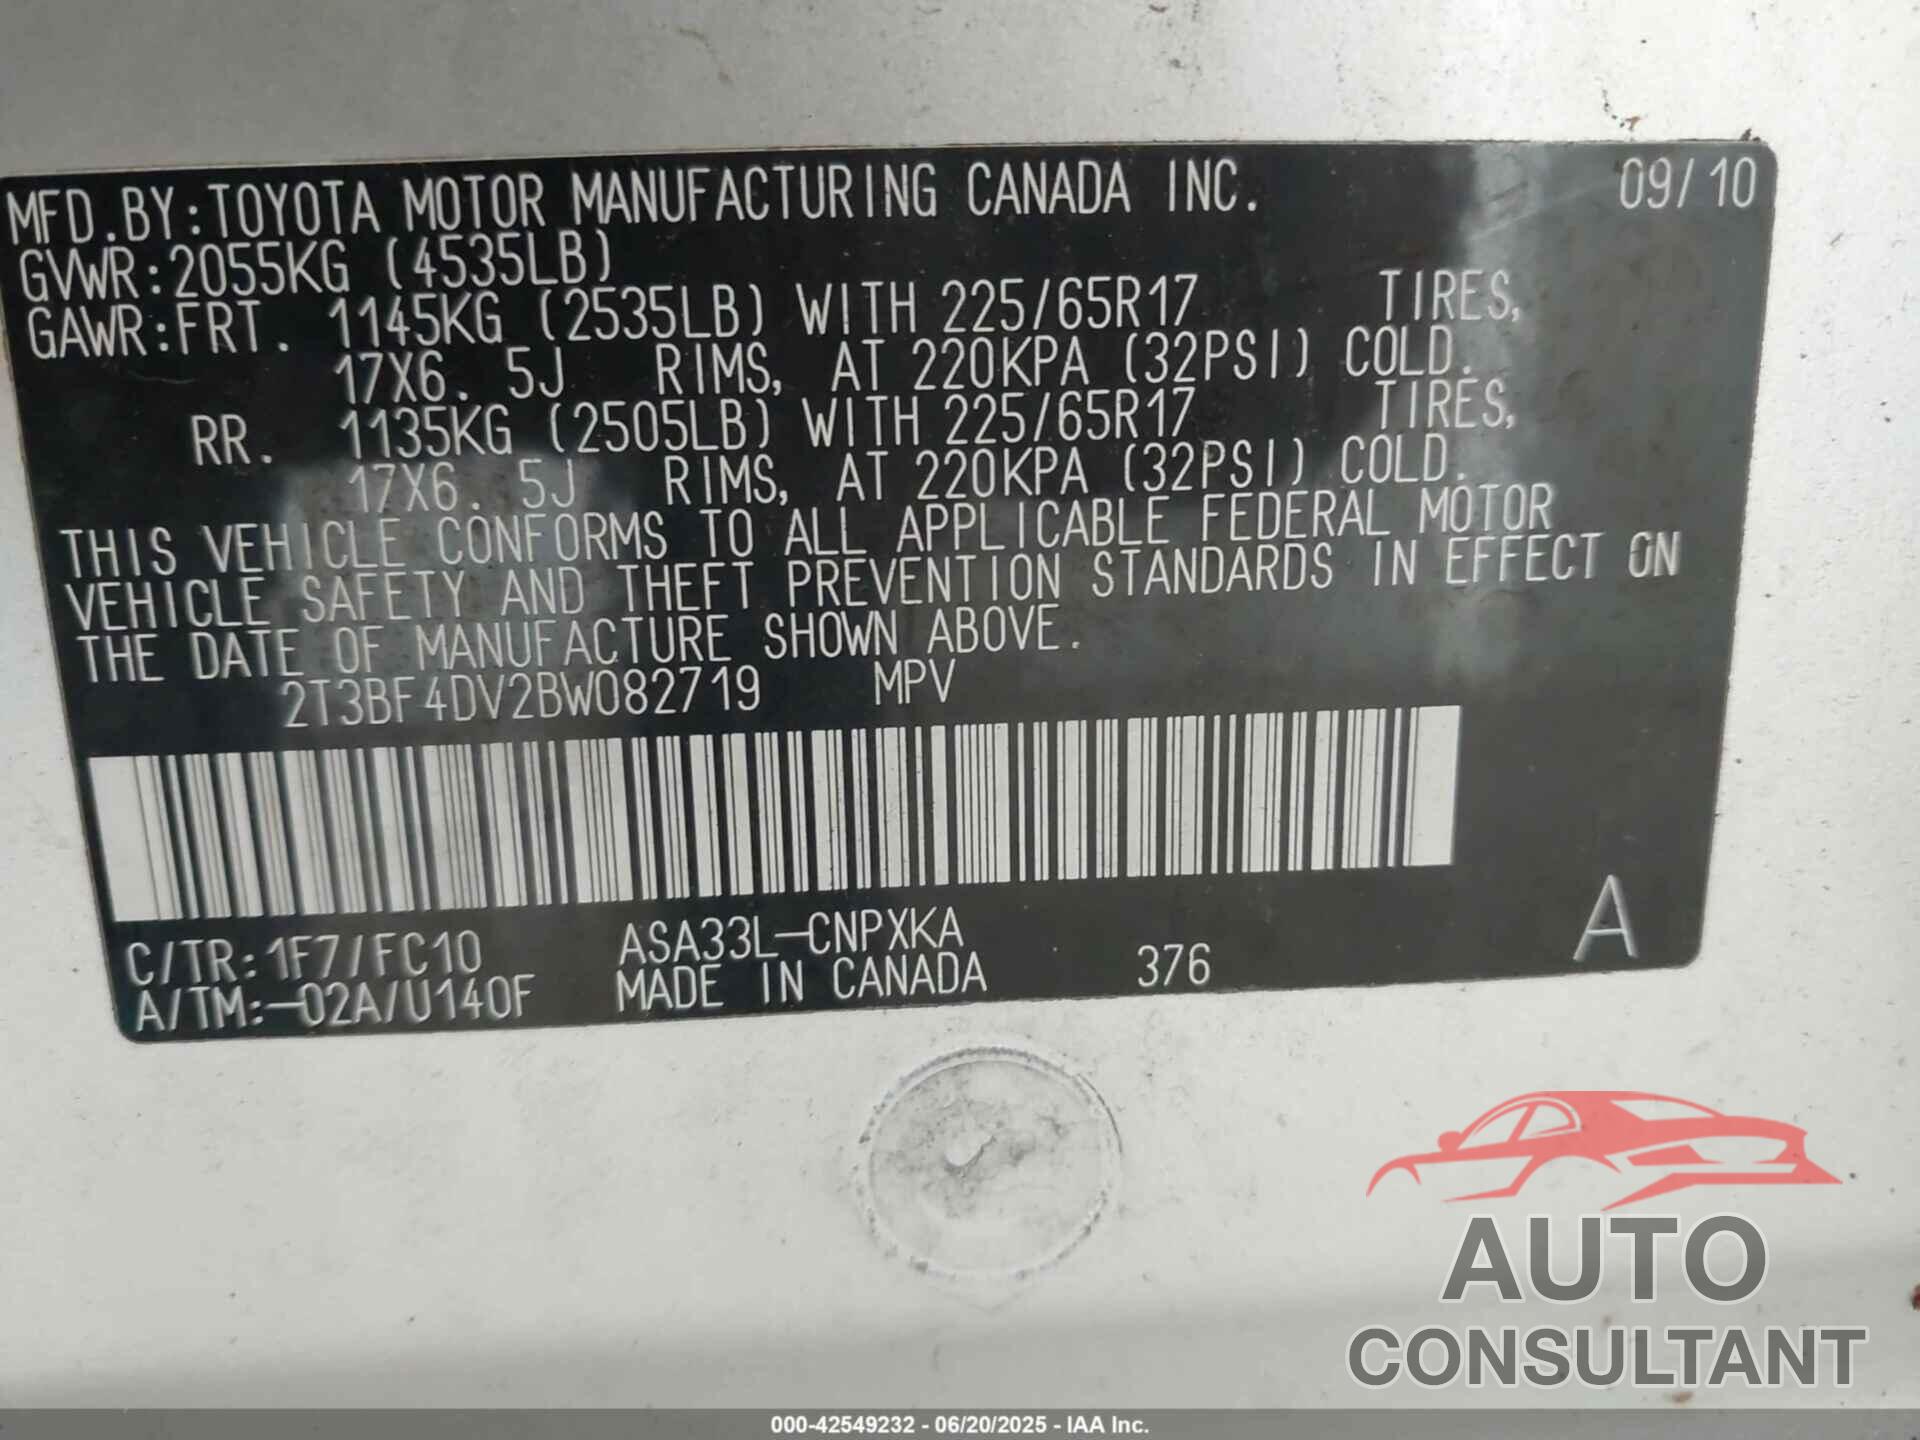 MFD.BY:TOYOTA MOTOR MANUFACTURING CANADA INC. 09/10
GVWR:2055KG (4535LB)
GAWR:FRT. 1145KG (2535LB) WITH 225/65R17 TIRES,
17X6. 5J RIMS, AT 220KPA (32PSI) COLD.
RR. 1135KG (2505LB) WITH 225/65R17 TIRES,
17X6. 5J RIMS, AT 220KPA (32PSI) COLD.
THIS VEHICLE CONFORMS TO ALL APPLICABLE FEDERAL MOTOR
VEHICLE SAFETY AND THEFT PREVENTION STANDARDS IN EFFECT ON
THE DATE OF MANUFACTURE SHOWN ABOVE.
2T3BF4DV2BW082719 MPV
C/TR:1F7/FC10 ASA33L-CNPXKA
A/TM:-02A/U140F MADE IN CANADA 376 A
AUTO
CONSULTANT
000-42549232 - 06/20/2025 - IAA Inc.